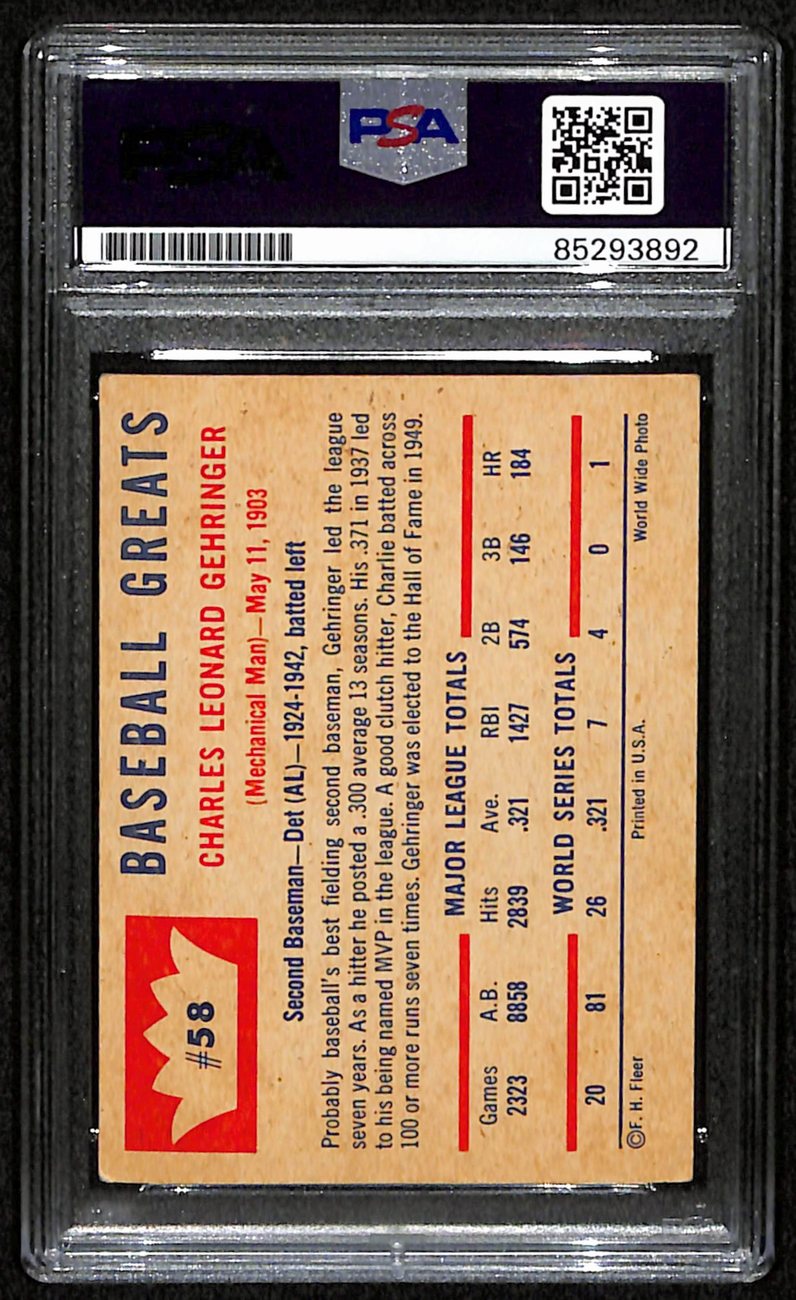 PSA
PSA
85293892
#58
BASEBALL GREATS
CHARLES LEONARD GEHRINGER
(Mechanical Man)—May 11, 1903
Second Baseman—Det (AL)—1924-1942, batted left
Probably baseball's best fielding second baseman, Gehringer led the league
seven years. As a hitter he posted a .300 average 13 seasons. His .371 in 1937 led
to his being named MVP in the league. A good clutch hitter, Charlie batted across
100 or more runs seven times. Gehringer was elected to the Hall of Fame in 1949.
MAJOR LEAGUE TOTALS
Games A.B. Hits Ave. RBI 2B 3B HR
2323 8858 2839 .321 1427 574 146 184
WORLD SERIES TOTALS
20 81 26 .321 7 4 0 1
©F. H. Fleer Printed in U.S.A. World Wide Photo